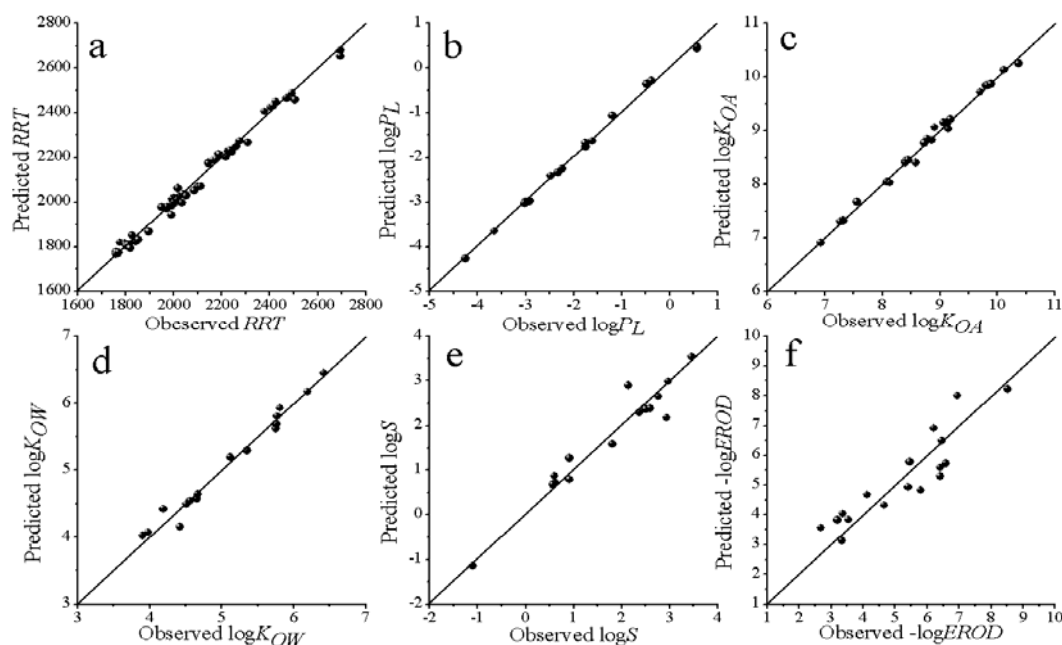 a
2800
2600
2400
2200
2000
1800
1600
Predicted RRT
1600 1800 2000 2200 2400 2600 2800
Obcserved RRT
b
1
0
-1
-2
-3
-4
-5
Predicted logPL
-5 -4 -3 -2 -1 0 1
Observed logPL
c
11
10
9
8
7
6
Predicted logKOA
6 7 8 9 10 11
Observed logKOA
d
7
6
5
4
3
Predicted logKOW
3 4 5 6 7
Observed logKOW
e
4
3
2
1
0
-1
-2
Predicted logS
-2 -1 0 1 2 3 4
Observed logS
f
10
9
8
7
6
5
4
3
2
1
Predicted -logEROD
1 2 3 4 5 6 7 8 9 10
Observed -logEROD